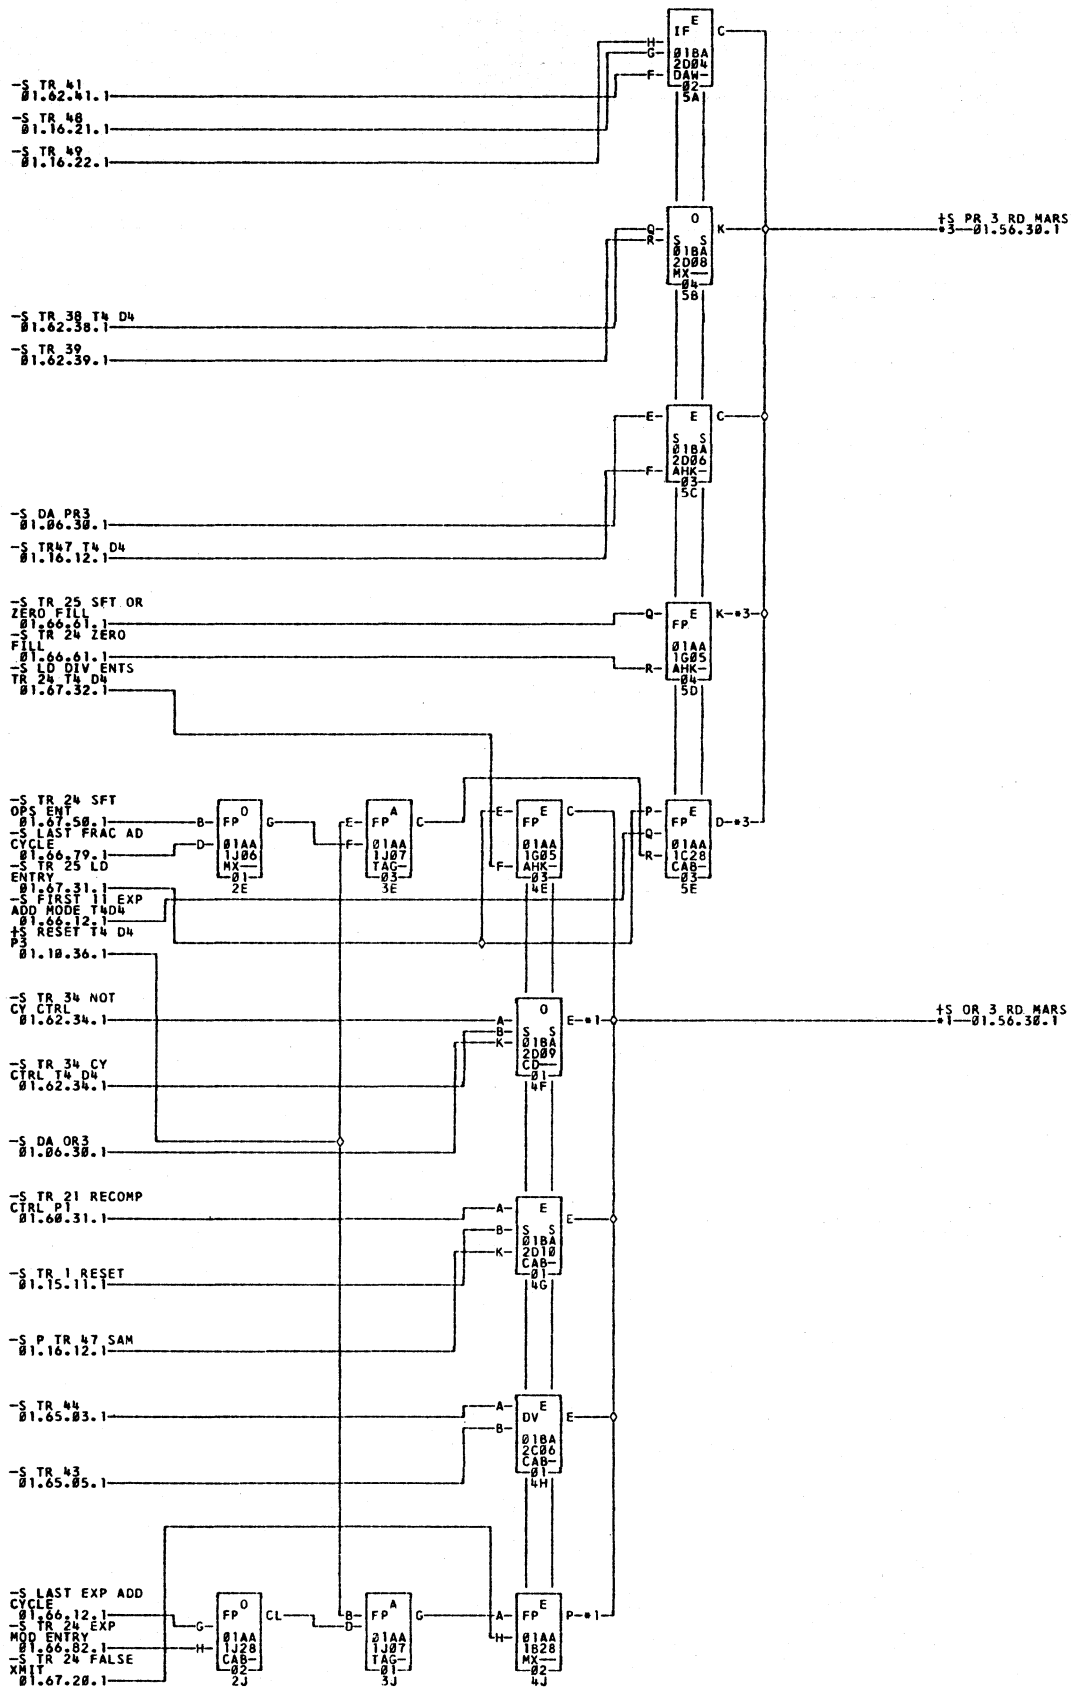 E
IF C
H
G 01BA
2D04
-S TR 41 F DAW-
01.62.41.1 02
5A
-S TR 48
01.16.21.1
-S TR 49
01.16.22.1
O
Q K +S PR 3 RD MARS
R S S *3-01.56.30.1
01BA
2D08
MX--
04
5B
-S TR 38 T4 D4
01.62.38.1
-S TR 39
01.62.39.1
E E C
S S
01BA
2D06
F AHK-
03
5C
-S DA PR3
01.06.30.1
-S TR47 T4 D4
01.16.12.1
-S TR 25 SFT OR
ZERO FILL Q E K-*3
01.66.61.1 FP
-S TR 24 ZERO
FILL 01AA
01.66.61.1 1G05
-S LD DIV ENTS R AHK-
TR 24 T4 D4 04
01.67.32.1 5D
-S TR 24 SFT
OPS ENT O A E E C P E
01.67.50.1 B FP G E FP C FP Q FP D-*3
-S LAST FRAC AD
CYCLE D 01AA F 01AA 01AA 01AA
01.66.79.1 1J06 1J07 1G05 R 1C28
-S TR 25 LD MX-- TAG- F AHK- CAB-
ENTRY 01 03 03 03
01.67.31.1 2E 3E 4E 5E
-S FIRST 11 EXP
ADD MODE T4D4
01.66.12.1
+S RESET T4 D4
P3
01.10.36.1
-S TR 34 NOT
CY CTRL O +S OR 3 RD MARS
01.62.34.1 A E-*1 *1-01.56.30.1
B S S
K 01BA
2D09
-S TR 34 CY CD--
CTRL T4 D4 01
01.62.34.1 4F
-S DA OR3
01.06.30.1
-S TR 21 RECOMP
CTRL P1 A E
01.60.31.1 E
B S S
01BA
K 2D10
CAB-
-S TR 1 RESET 01
01.15.11.1 4G
-S P TR 47 SAM
01.16.12.1
-S TR 44 A E
01.65.03.1 DV E
B
01BA
2C06
CAB-
-S TR 43 01
01.65.05.1 4H
-S LAST EXP ADD
CYCLE O A E
01.66.12.1 FP CL B FP G A FP P-*1
-S TR 24 EXP G D
MOD ENTRY 01AA 01AA H 01AA
01.66.82.1 H 1J28 1J07 1B28
-S TR 24 FALSE CAB- TAG- MX--
XMIT 02 01 02
01.67.20.1 2J 3J 4J